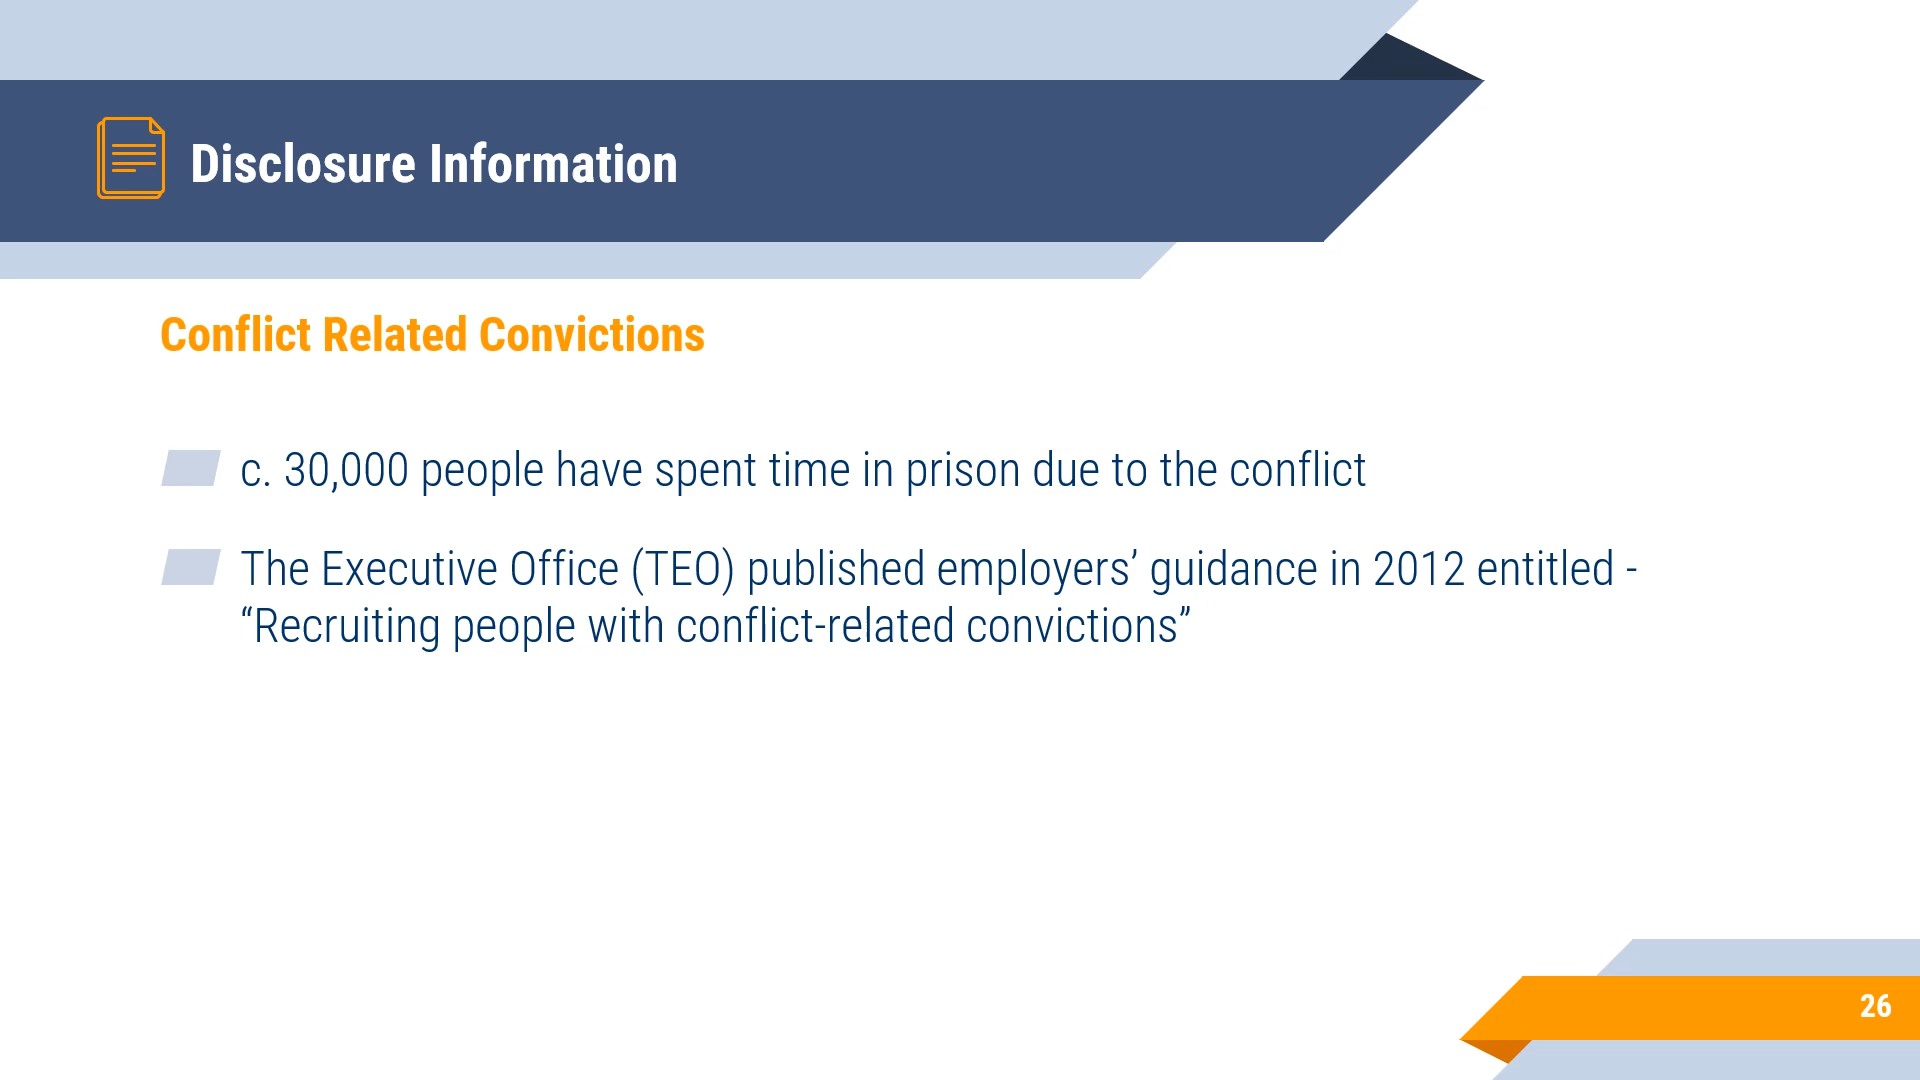 Disclosure Information
Conflict Related Convictions
c. 30,000 people have spent time in prison due to the conflict
The Executive Office (TEO) published employers’ guidance in 2012 entitled -
“Recruiting people with conflict-related convictions”
26